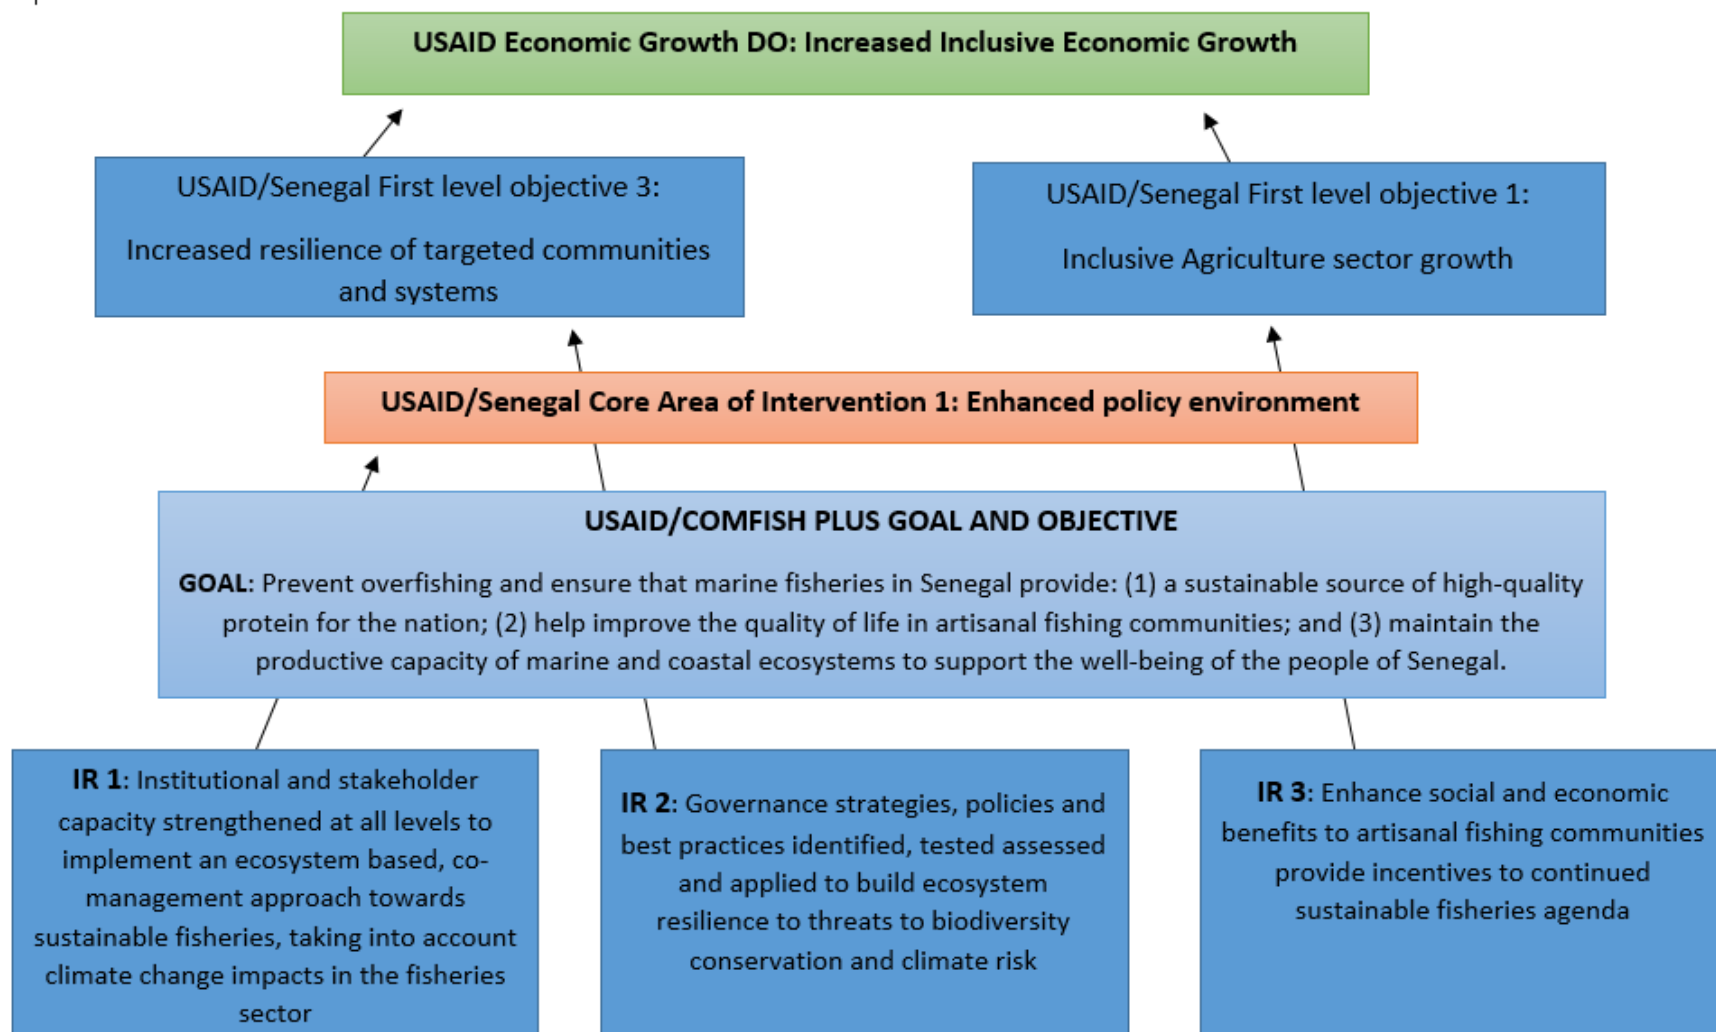 USAID Economic Growth DO: Increased Inclusive Economic Growth
USAID/Senegal First level objective 3:
Increased resilience of targeted communities
and systems
USAID/Senegal First level objective 1:
Inclusive Agriculture sector growth
USAID/Senegal Core Area of Intervention 1: Enhanced policy environment
USAID/COMFISH PLUS GOAL AND OBJECTIVE
GOAL: Prevent overfishing and ensure that marine fisheries in Senegal provide: (1) a sustainable source of high-quality
protein for the nation; (2) help improve the quality of life in artisanal fishing communities; and (3) maintain the
productive capacity of marine and coastal ecosystems to support the well-being of the people of Senegal.
IR 1: Institutional and stakeholder
capacity strengthened at all levels to
implement an ecosystem based, co-
management approach towards
sustainable fisheries, taking into account
climate change impacts in the fisheries
sector
IR 2: Governance strategies, policies and
best practices identified, tested assessed
and applied to build ecosystem
resilience to threats to biodiversity
conservation and climate risk
IR 3: Enhance social and economic
benefits to artisanal fishing communities
provide incentives to continued
sustainable fisheries agenda